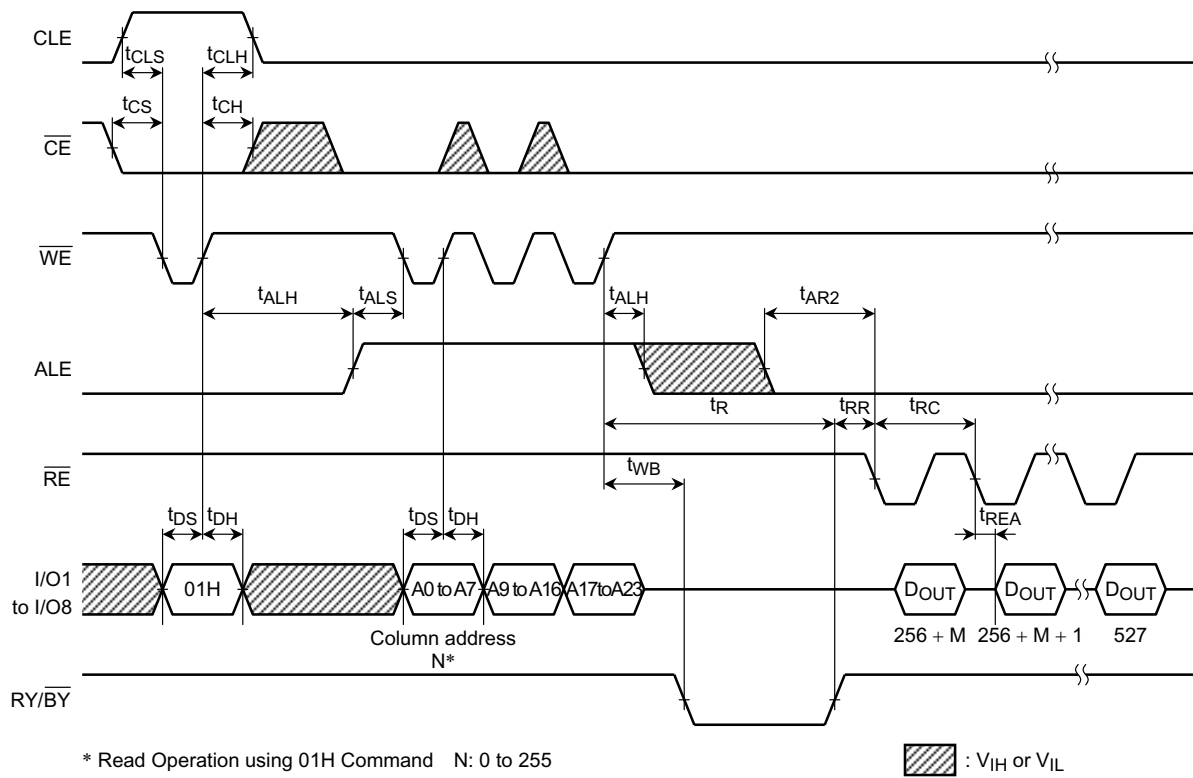 CLE
tCLS tCLH
tCS tCH
CE
WE
tALH tALS tALH tAR2
ALE
tR tRR tRC
RE
tWB
tDS tDH tDS tDH tREA
I/O1
to I/O8
01H A0 to A7 A9 to A16 A17 to A23 DOUT DOUT DOUT
256 + M 256 + M + 1 527
Column address
N*
RY/BY
* Read Operation using 01H Command N: 0 to 255
: VIH or VIL